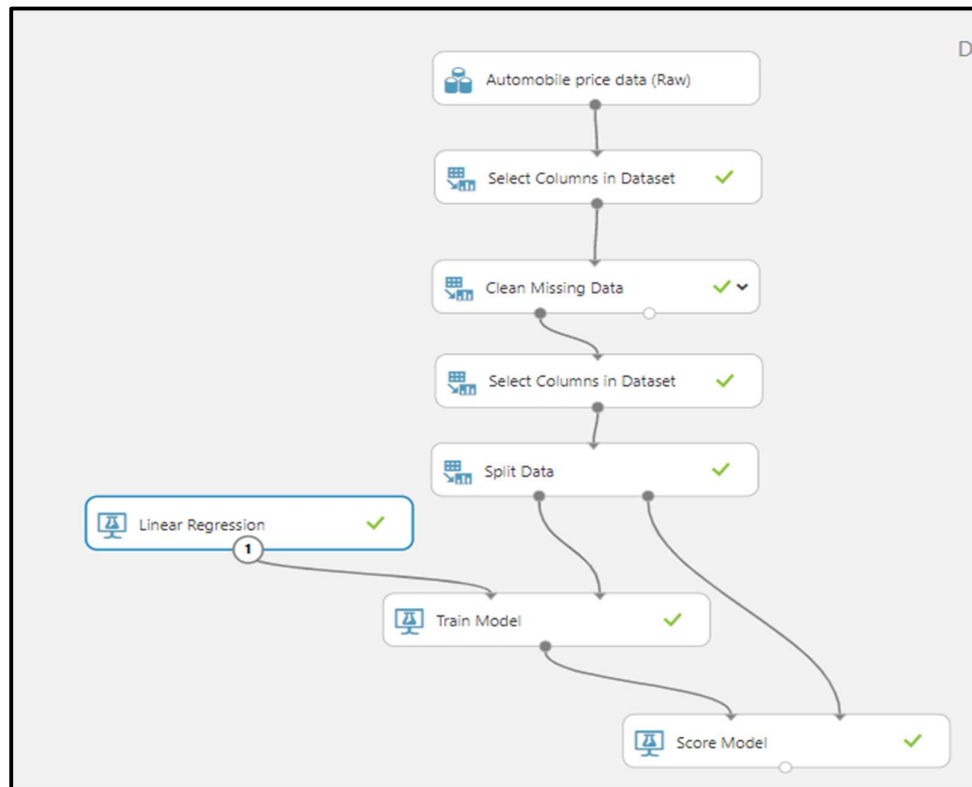 D
Automobile price data (Raw)
Select Columns in Dataset
Clean Missing Data
Select Columns in Dataset
Split Data
Linear Regression
1
Train Model
Score Model